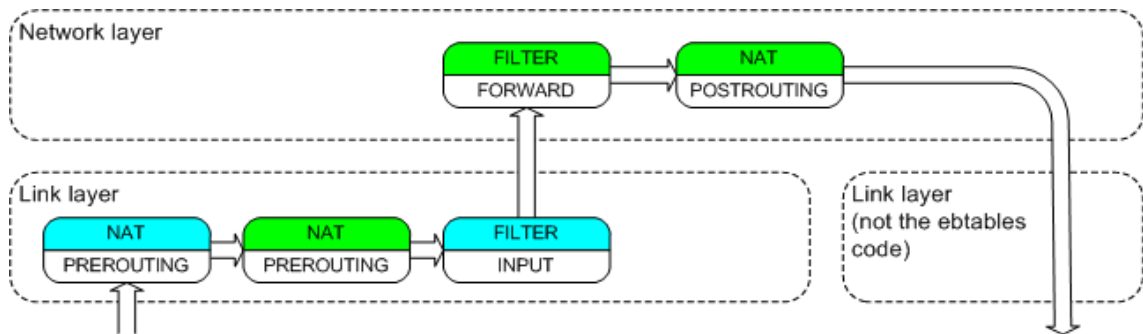 Network layer
FILTER
FORWARD
NAT
POSTROUTING
Link layer
NAT
PREROUTING
NAT
PREROUTING
FILTER
INPUT
Link layer
(not the ebtables
code)